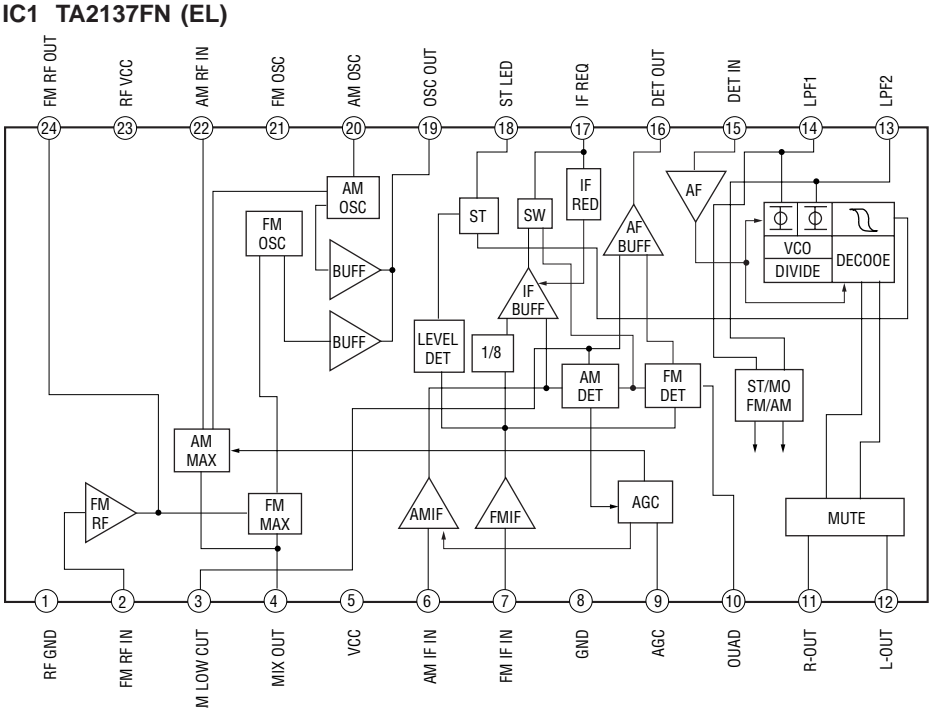 IC1 TA2137FN (EL)
FM RF OUT
RF VCC
AM RF IN
FM OSC
AM OSC
OSC OUT
ST LED
IF REQ
DET OUT
DET IN
LPF1
LPF2
24
23
22
21
20
19
18
17
16
15
14
13
AM
OSC
FM
OSC
BUFF
BUFF
ST
SW
IF
RED
AF
BUFF
AF
VCO
DIVIDE
DECOOE
IF
BUFF
LEVEL
DET
1/8
AM
DET
FM
DET
ST/MO
FM/AM
AM
MAX
FM
RF
FM
MAX
AMIF
FMIF
AGC
MUTE
1
2
3
4
5
6
7
8
9
10
11
12
RF GND
FM RF IN
M LOW CUT
MIX OUT
VCC
AM IF IN
FM IF IN
GND
AGC
OUAD
R-OUT
L-OUT